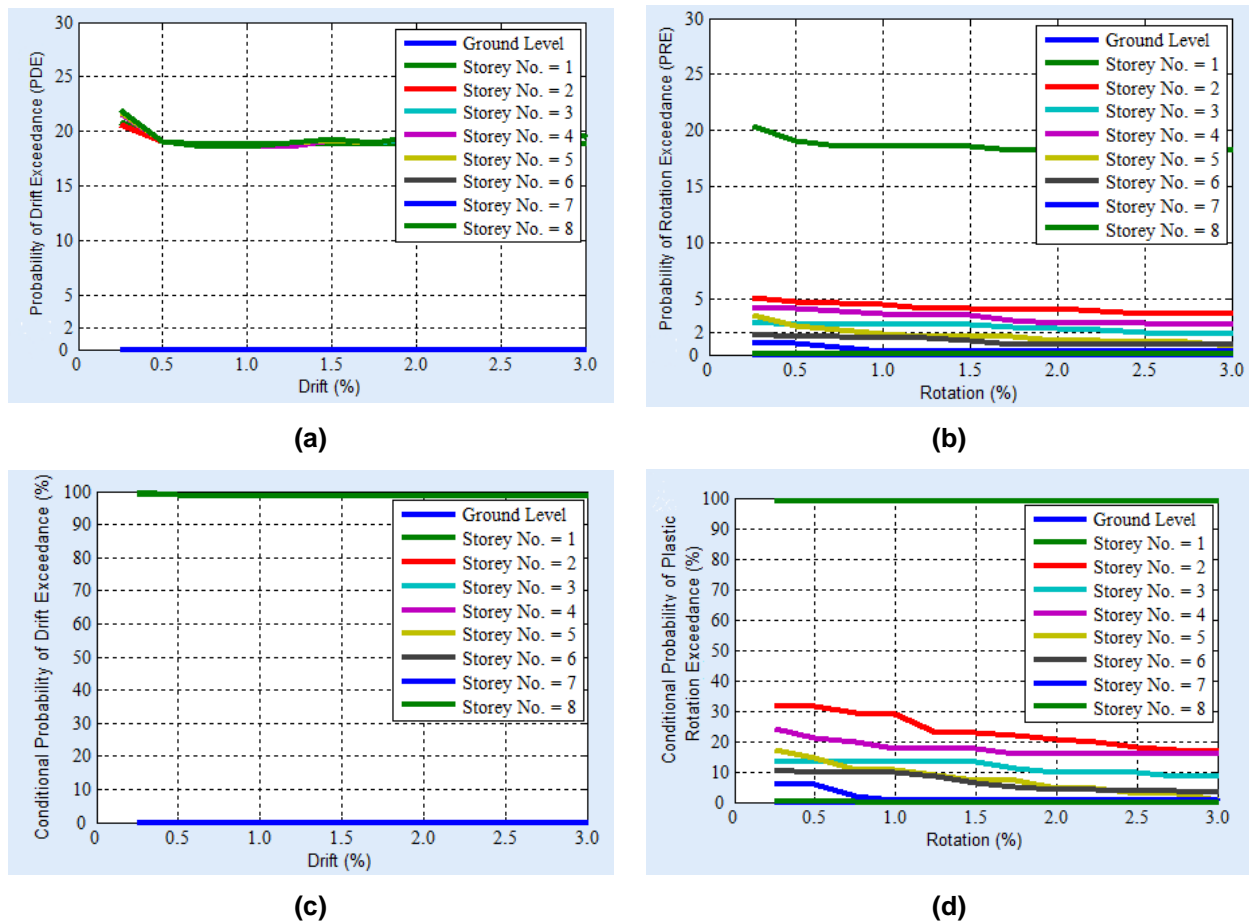 Probability of Drift Exceedance (PDE)
30
25
20
15
10
5
2
0
0
0.5
1.0
1.5
2.0
2.5
3.0
Drift (%)
Ground Level
Storey No. = 1
Storey No. = 2
Storey No. = 3
Storey No. = 4
Storey No. = 5
Storey No. = 6
Storey No. = 7
Storey No. = 8
(a)
Probability of Rotation Exceedance (PRE)
30
25
20
15
10
5
2
0
0
0.5
1.0
1.5
2.0
2.5
3.0
Rotation (%)
Ground Level
Storey No. = 1
Storey No. = 2
Storey No. = 3
Storey No. = 4
Storey No. = 5
Storey No. = 6
Storey No. = 7
Storey No. = 8
(b)
Conditional Probability of Drift Exceedance (%)
100
90
80
70
60
50
40
30
20
10
0
0
0.5
1.0
1.5
2.0
2.5
3.0
Drift (%)
Ground Level
Storey No. = 1
Storey No. = 2
Storey No. = 3
Storey No. = 4
Storey No. = 5
Storey No. = 6
Storey No. = 7
Storey No. = 8
(c)
Conditional Probability of Plastic
Rotation Exceedance (%)
100
90
80
70
60
50
40
30
20
10
0
0
0.5
1.0
1.5
2.0
2.5
3.0
Rotation (%)
Ground Level
Storey No. = 1
Storey No. = 2
Storey No. = 3
Storey No. = 4
Storey No. = 5
Storey No. = 6
Storey No. = 7
Storey No. = 8
(d)